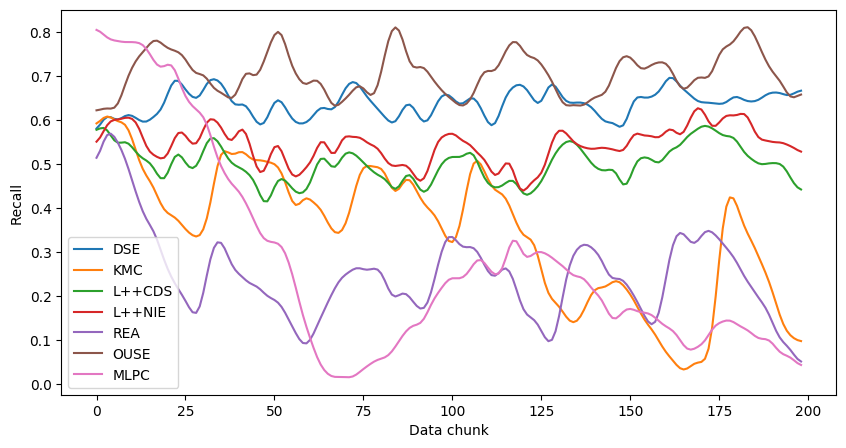 0.8
0.7
0.6
0.5
0.4
0.3
0.2
0.1
0.0
Recall
DSE
KMC
L++CDS
L++NIE
REA
OUSE
MLPC
0 25 50 75 100 125 150 175 200
Data chunk